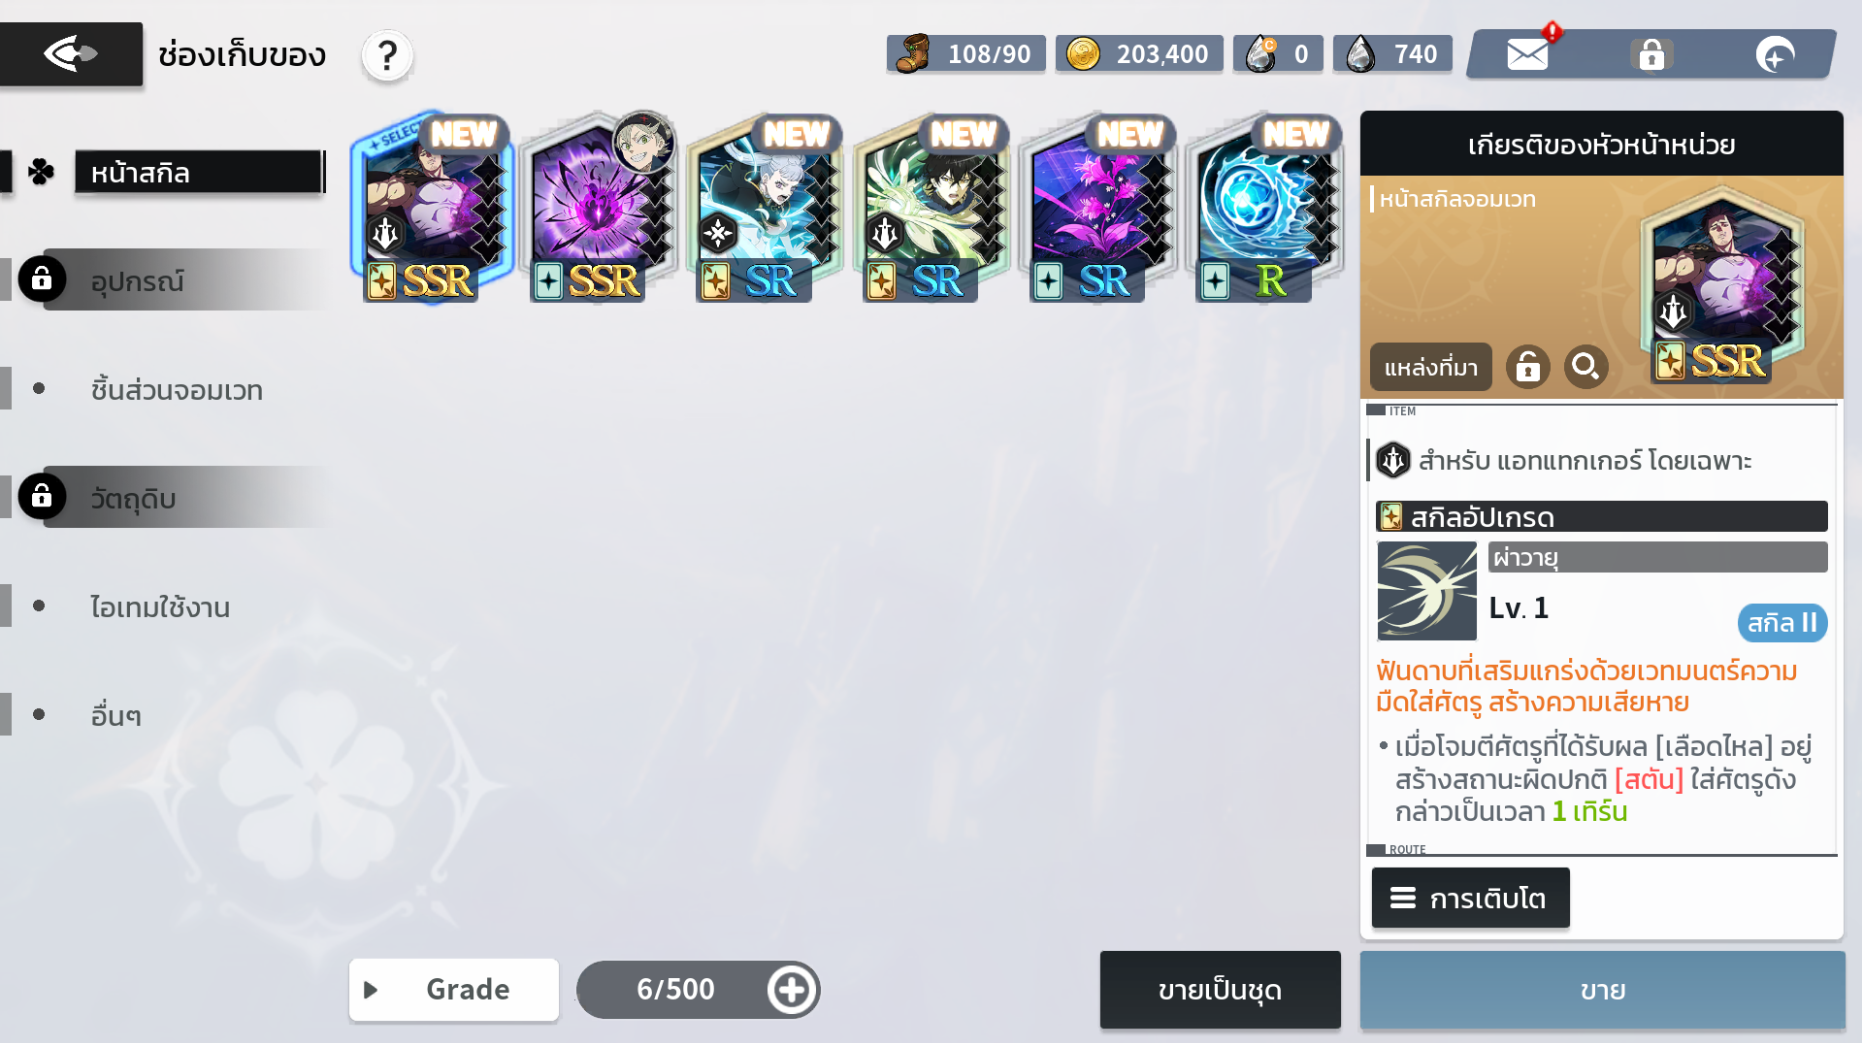 ช่องเก็บของ
?
108/90
203,400
0
740
หน้าสกิล
อุปกรณ์
ชิ้นส่วนจอมเวท
วัตถุดิบ
ไอเทมใช้งาน
อื่นๆ
SELECT
NEW
NEW
NEW
NEW
NEW
SSR
SSR
SR
SR
SR
R
เกียรติของหัวหน้าหน่วย
หน้าสกิลจอมเวท
แหล่งที่มา
SSR
ITEM
สำหรับ แอทแทกเกอร์ โดยเฉพาะ
สกิลอัปเกรด
ผ่าวายุ
Lv. 1
สกิล II
ฟันดาบที่เสริมแกร่งด้วยเวทมนตร์ความ
มืดใส่ศัตรู สร้างความเสียหาย
• เมื่อโจมตีศัตรูที่ได้รับผล [เลือดไหล] อยู่
สร้างสถานะผิดปกติ [สตัน] ใส่ศัตรูดัง
กล่าวเป็นเวลา 1 เทิร์น
ROUTE
การเติบโต
Grade
6/500
ขายเป็นชุด
ขาย